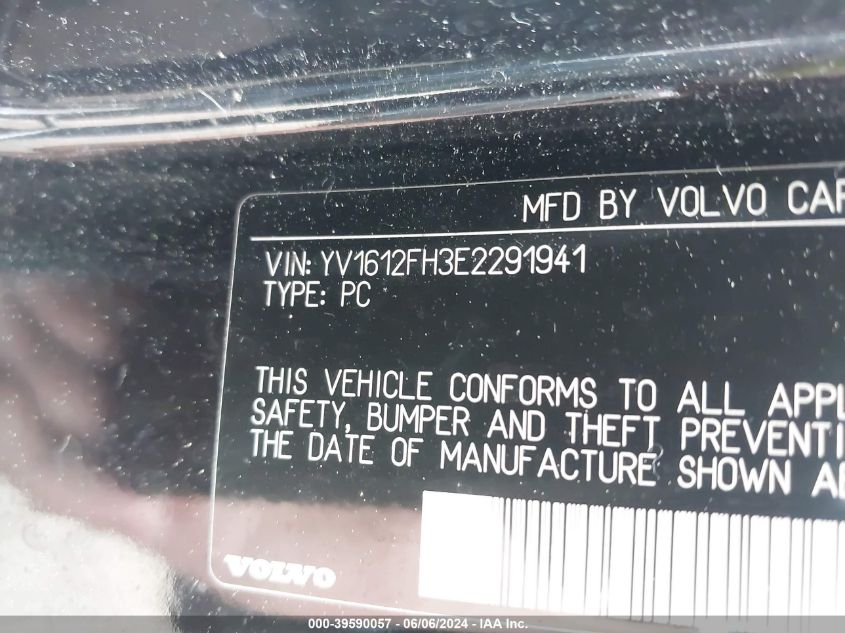 MFD BY VOLVO CAR
VIN: YV1612FH3E2291941
TYPE: PC
THIS VEHICLE CONFORMS TO ALL APPL
SAFETY, BUMPER AND THEFT PREVENTI
THE DATE OF MANUFACTURE SHOWN AB
VOLVO
000-39590057 - 06/06/2024 - IAA Inc.